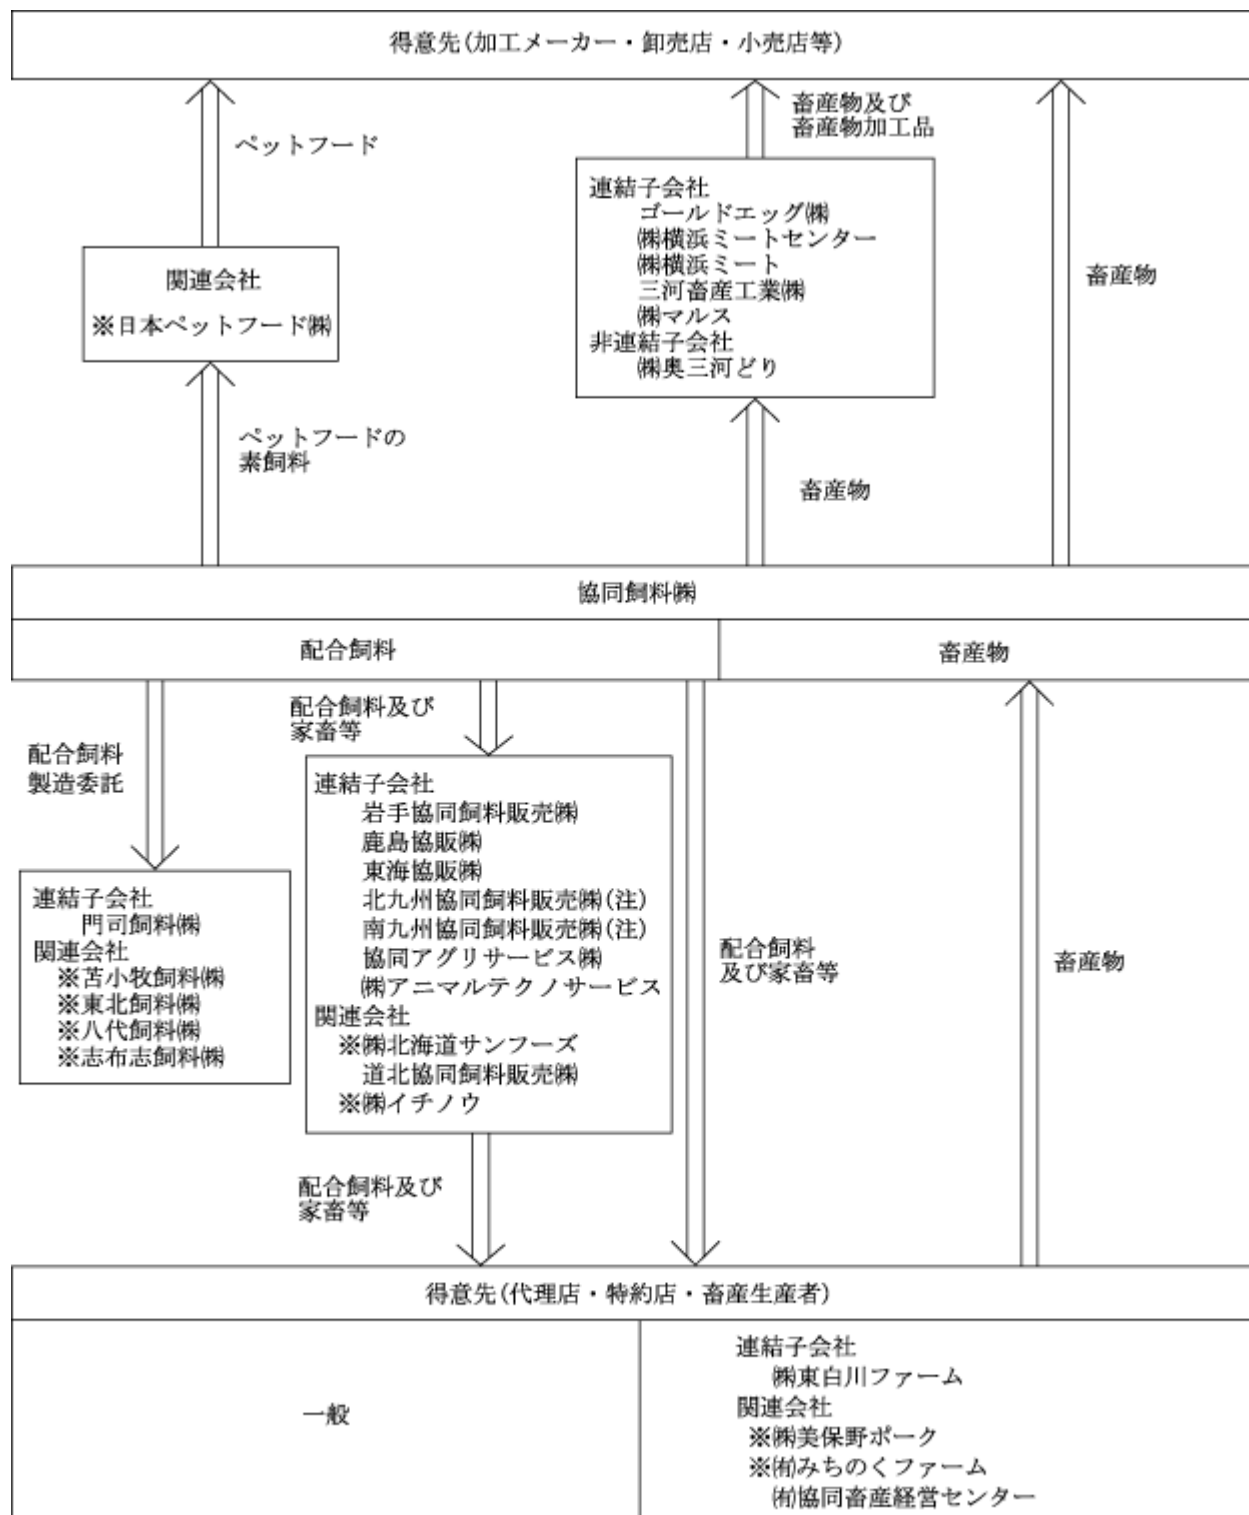 得意先(加工メーカー・卸売店・小売店等)
ペットフード
畜産物及び
畜産物加工品
畜産物
関連会社
※日本ペットフード㈱
連結子会社
ゴールドエッグ㈱
㈱横浜ミートセンター
㈱横浜ミート
三河畜産工業㈱
㈱マルス
非連結子会社
㈱奥三河どり
ペットフードの
素飼料
畜産物
協同飼料㈱
配合飼料
畜産物
配合飼料
製造委託
配合飼料及び
家畜等
連結子会社
門司飼料㈱
関連会社
※苫小牧飼料㈱
※東北飼料㈱
※八代飼料㈱
※志布志飼料㈱
連結子会社
岩手協同飼料販売㈱
鹿島協販㈱
東海協販㈱
北九州協同飼料販売㈱(注)
南九州協同飼料販売㈱(注)
協同アグリサービス㈱
㈱アニマルテクノサービス
関連会社
※㈱北海道サンフーズ
道北協同飼料販売㈱
※㈱イチノウ
配合飼料
及び家畜等
畜産物
配合飼料及び
家畜等
得意先(代理店・特約店・畜産生産者)
一般
連結子会社
㈱東白川ファーム
関連会社
※㈱美保野ポーク
※㈲みちのくファーム
㈲協同畜産経営センター